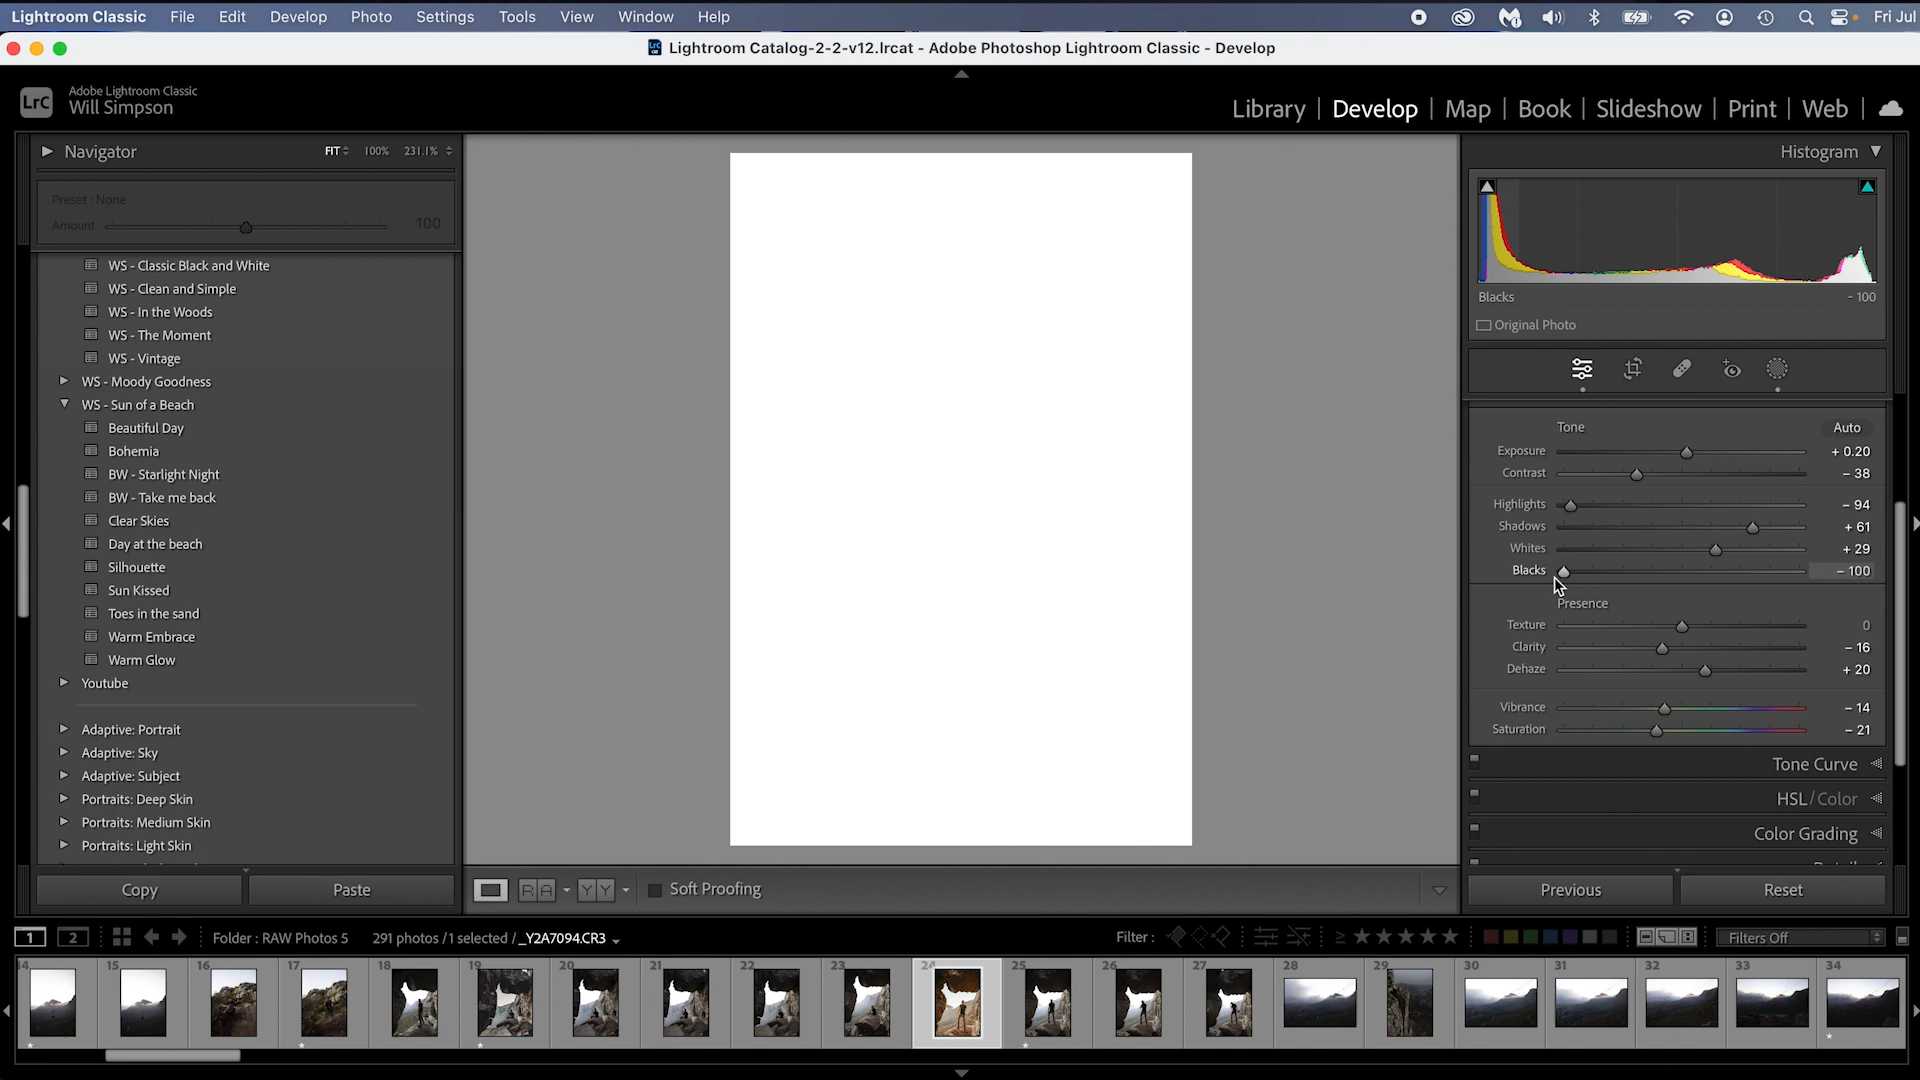 Lightroom Classic File Edit Develop Photo Settings Tools View Window Help Fri Jul
Lightroom Catalog-2-2-v12.lrcat - Adobe Photoshop Lightroom Classic - Develop
LrC
Adobe Lightroom Classic
Will Simpson
Library | Develop | Map | Book | Slideshow | Print | Web |
Navigator FIT 100% 231.1%
Preset : None
Amount 100
WS - Classic Black and White
WS - Clean and Simple
WS - In the Woods
WS - The Moment
WS - Vintage
WS - Moody Goodness
WS - Sun of a Beach
Beautiful Day
Bohemia
BW - Starlight Night
BW - Take me back
Clear Skies
Day at the beach
Silhouette
Sun Kissed
Toes in the sand
Warm Embrace
Warm Glow
Youtube
Adaptive: Portrait
Adaptive: Sky
Adaptive: Subject
Portraits: Deep Skin
Portraits: Medium Skin
Portraits: Light Skin
Copy Paste
Histogram
Blacks - 100
Original Photo
Tone Auto
Exposure + 0.20
Contrast - 38
Highlights - 94
Shadows + 61
Whites + 29
Blacks - 100
Presence
Texture 0
Clarity - 16
Dehaze + 20
Vibrance - 14
Saturation - 21
Tone Curve
HSL / Color
Color Grading
Previous Reset
R A Y Y Soft Proofing
1 2 Folder : RAW Photos 5 291 photos / 1 selected / _Y2A7094.CR3 Filter : ≥ ★★★★★ Filters Off
14 15 16 17 18 19 20 21 22 23 24 25 26 27 28 29 30 31 32 33 34